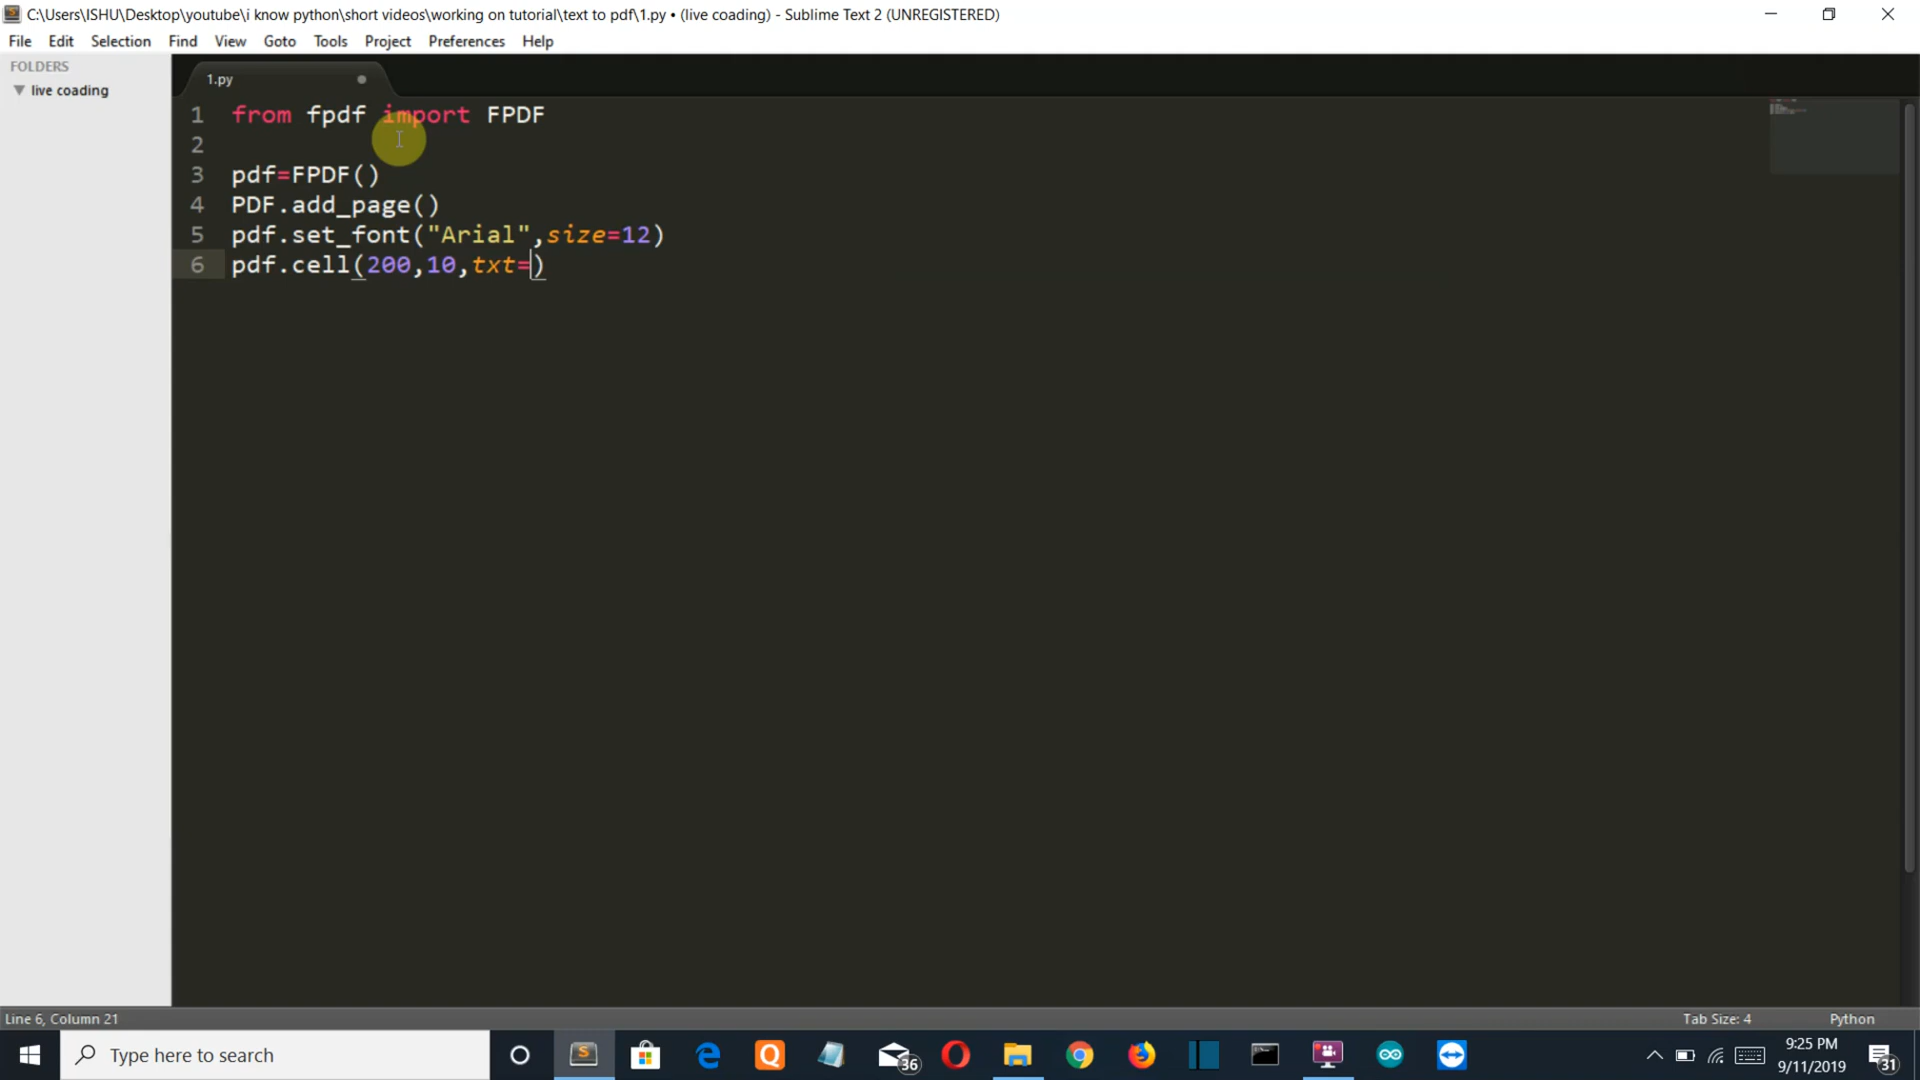 C:\Users\ISHU\Desktop\youtube\i know python\short videos\working on tutorial\text to pdf\1.py • (live coading) - Sublime Text 2 (UNREGISTERED)
File Edit Selection Find View Goto Tools Project Preferences Help
FOLDERS
live coading
1.py
1 from fpdf import FPDF
2
3 pdf=FPDF()
4 PDF.add_page()
5 pdf.set_font("Arial",size=12)
6 pdf.cell(200,10,txt=)
Line 6, Column 21
Tab Size: 4
Python
Type here to search
36
9:25 PM
9/11/2019
31